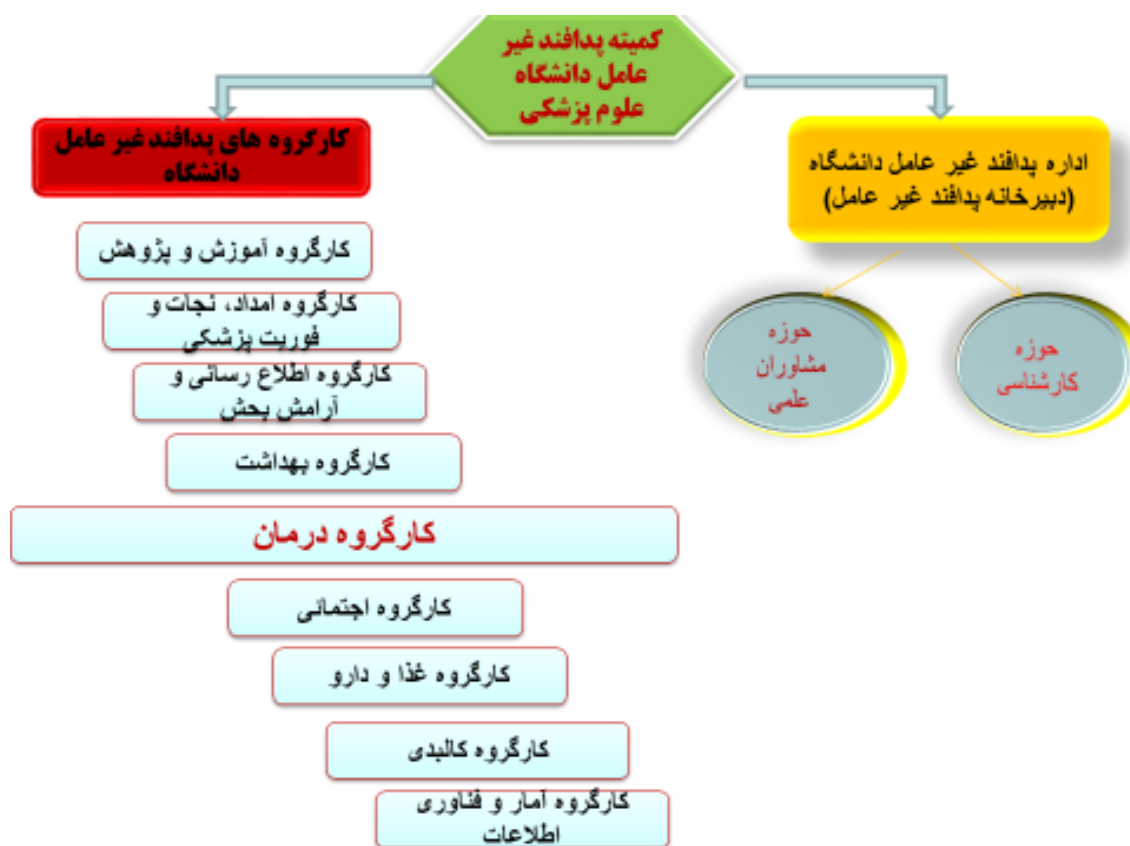 کمیته پدافند غیر
عامل دانشگاه
علوم پزشکی
کارگروه های پدافند غیر عامل
دانشگاه
اداره پدافند غیر عامل دانشگاه
(دبیرخانه پدافند غیر عامل)
حوزه
کارشناسی
حوزه
مشاوران
علمی
کارگروه آموزش و پژوهش
کارگروه امداد، نجات و
فوریت پزشکی
کارگروه اطلاع رسانی و
آرامش بخش
کارگروه بهداشت
کارگروه درمان
کارگروه اجتمائی
کارگروه غذا و دارو
کارگروه کالبدی
کارگروه آمار و فناوری
اطلاعات